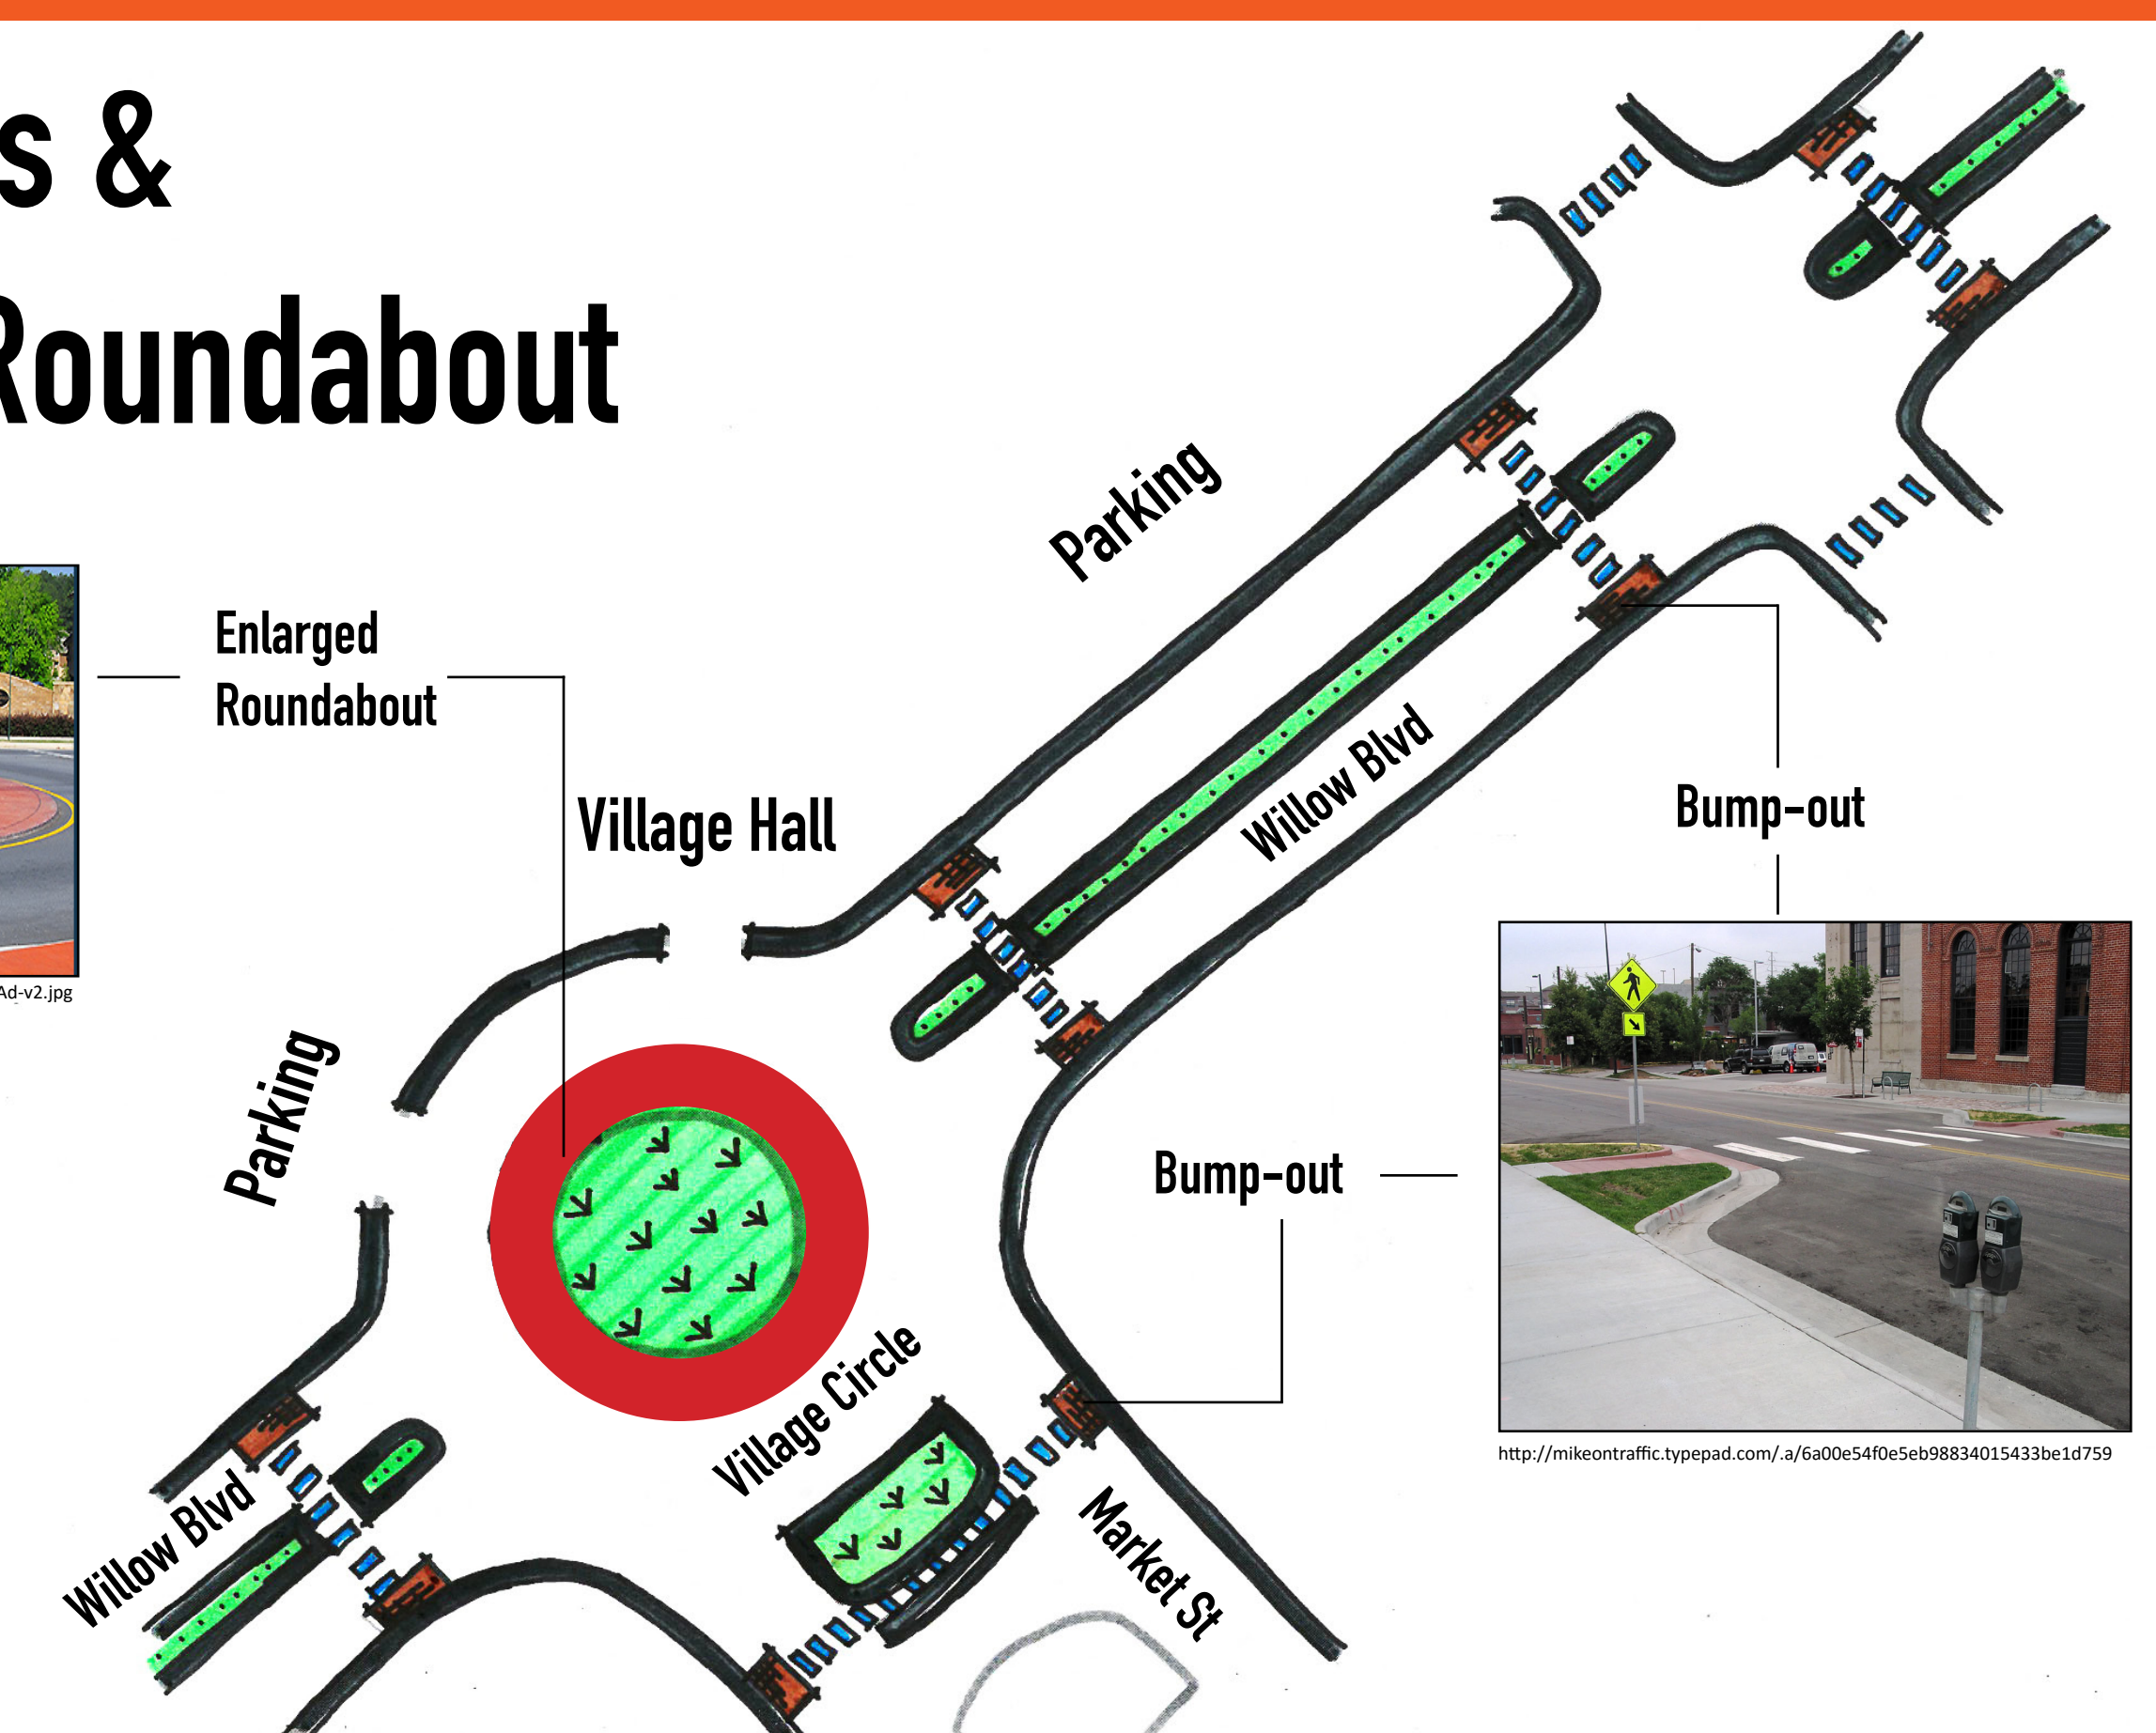 s &
Roundabout
Enlarged
Roundabout
Ad-v2.jpg
Village Hall
Parking
Parking
Willow Blvd
Bump-out
Bump-out
http://mikeontraffic.typepad.com/.a/6a00e54f0e5eb98834015433be1d759
Village Circle
Willow Blvd
Market St